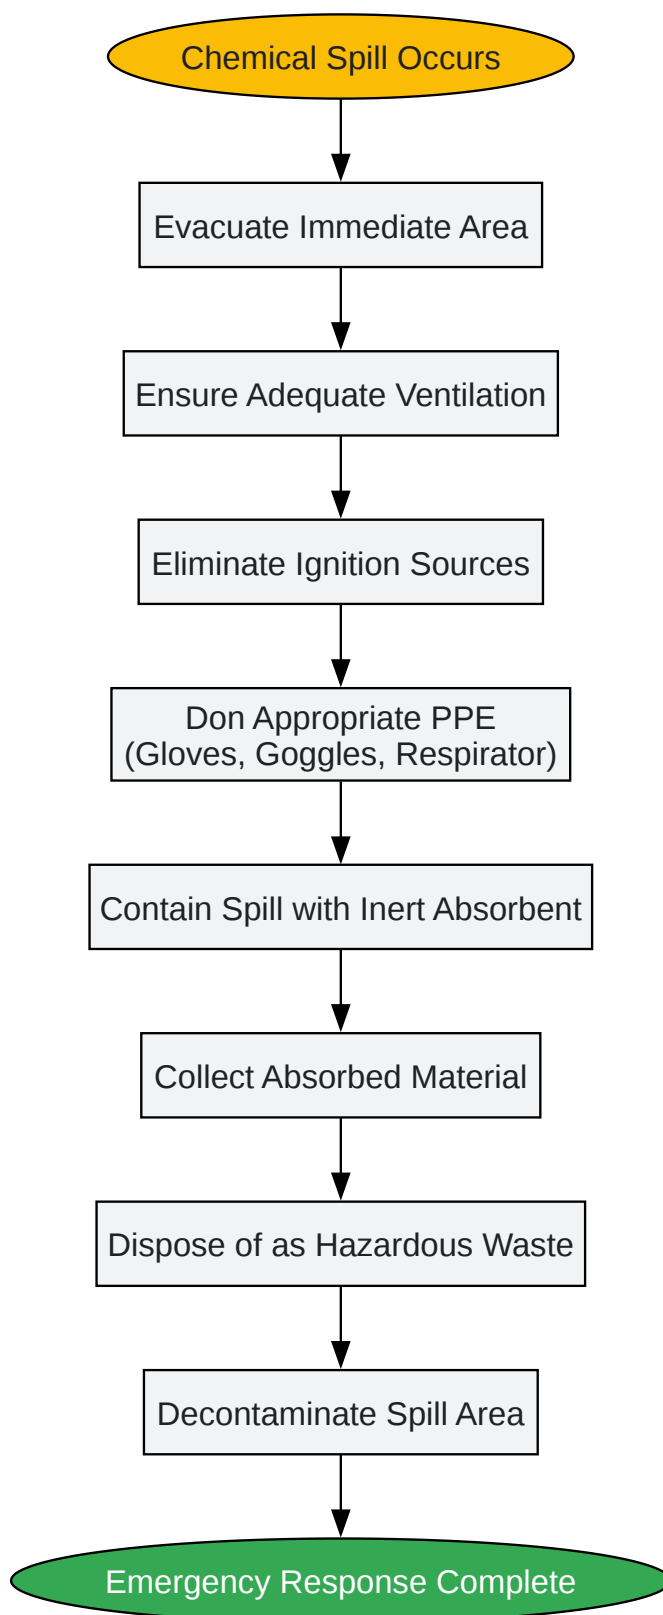 Chemical Spill Occurs
Evacuate Immediate Area
Ensure Adequate Ventilation
Eliminate Ignition Sources
Don Appropriate PPE
(Gloves, Goggles, Respirator)
Contain Spill with Inert Absorbent
Collect Absorbed Material
Dispose of as Hazardous Waste
Decontaminate Spill Area
Emergency Response Complete